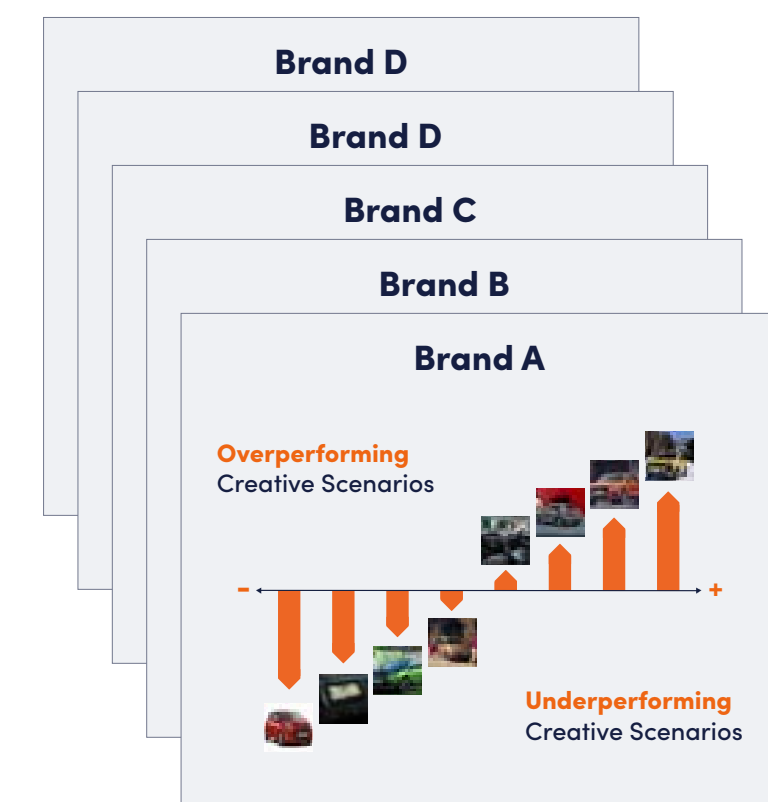 Brand D
Brand D
Brand C
Brand B
Brand A
Overperforming
Creative Scenarios
- +
Underperforming
Creative Scenarios